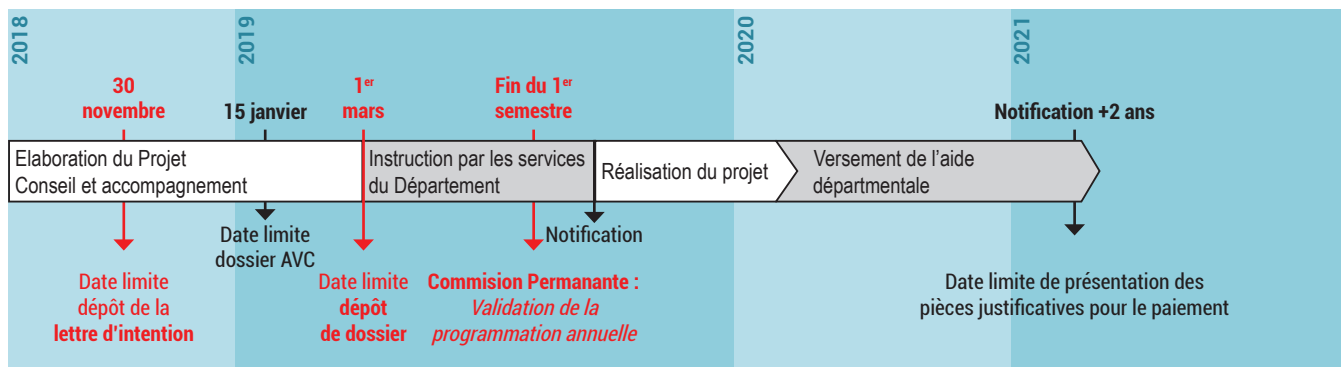 2018
2019
2020
2021
30
novembre
15 janvier
1er
mars
Fin du 1er
semestre
Notification +2 ans
Elaboration du Projet
Conseil et accompagnement
Instruction par les services
du Département
Réalisation du projet
Versement de l'aide
départmentale
Date limite
dossier AVC
Notification
Date limite
dépôt de la
lettre d'intention
Date limite
dépôt
de dossier
Commision Permanante :
Validation de la
programmation annuelle
Date limite de présentation des
pièces justificatives pour le paiement